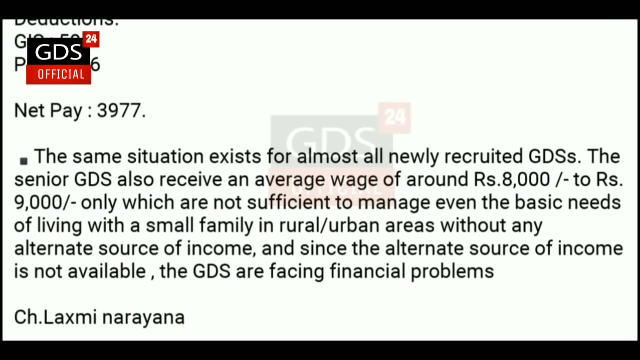 Deductions:
GDS 24
OFFICIAL
Net Pay : 3977.
GDS 24
▪ The same situation exists for almost all newly recruited GDSs. The
senior GDS also receive an average wage of around Rs.8,000 /- to Rs.
9,000/- only which are not sufficient to manage even the basic needs
of living with a small family in rural/urban areas without any
alternate source of income, and since the alternate source of income
is not available , the GDS are facing financial problems
Ch.Laxmi narayana